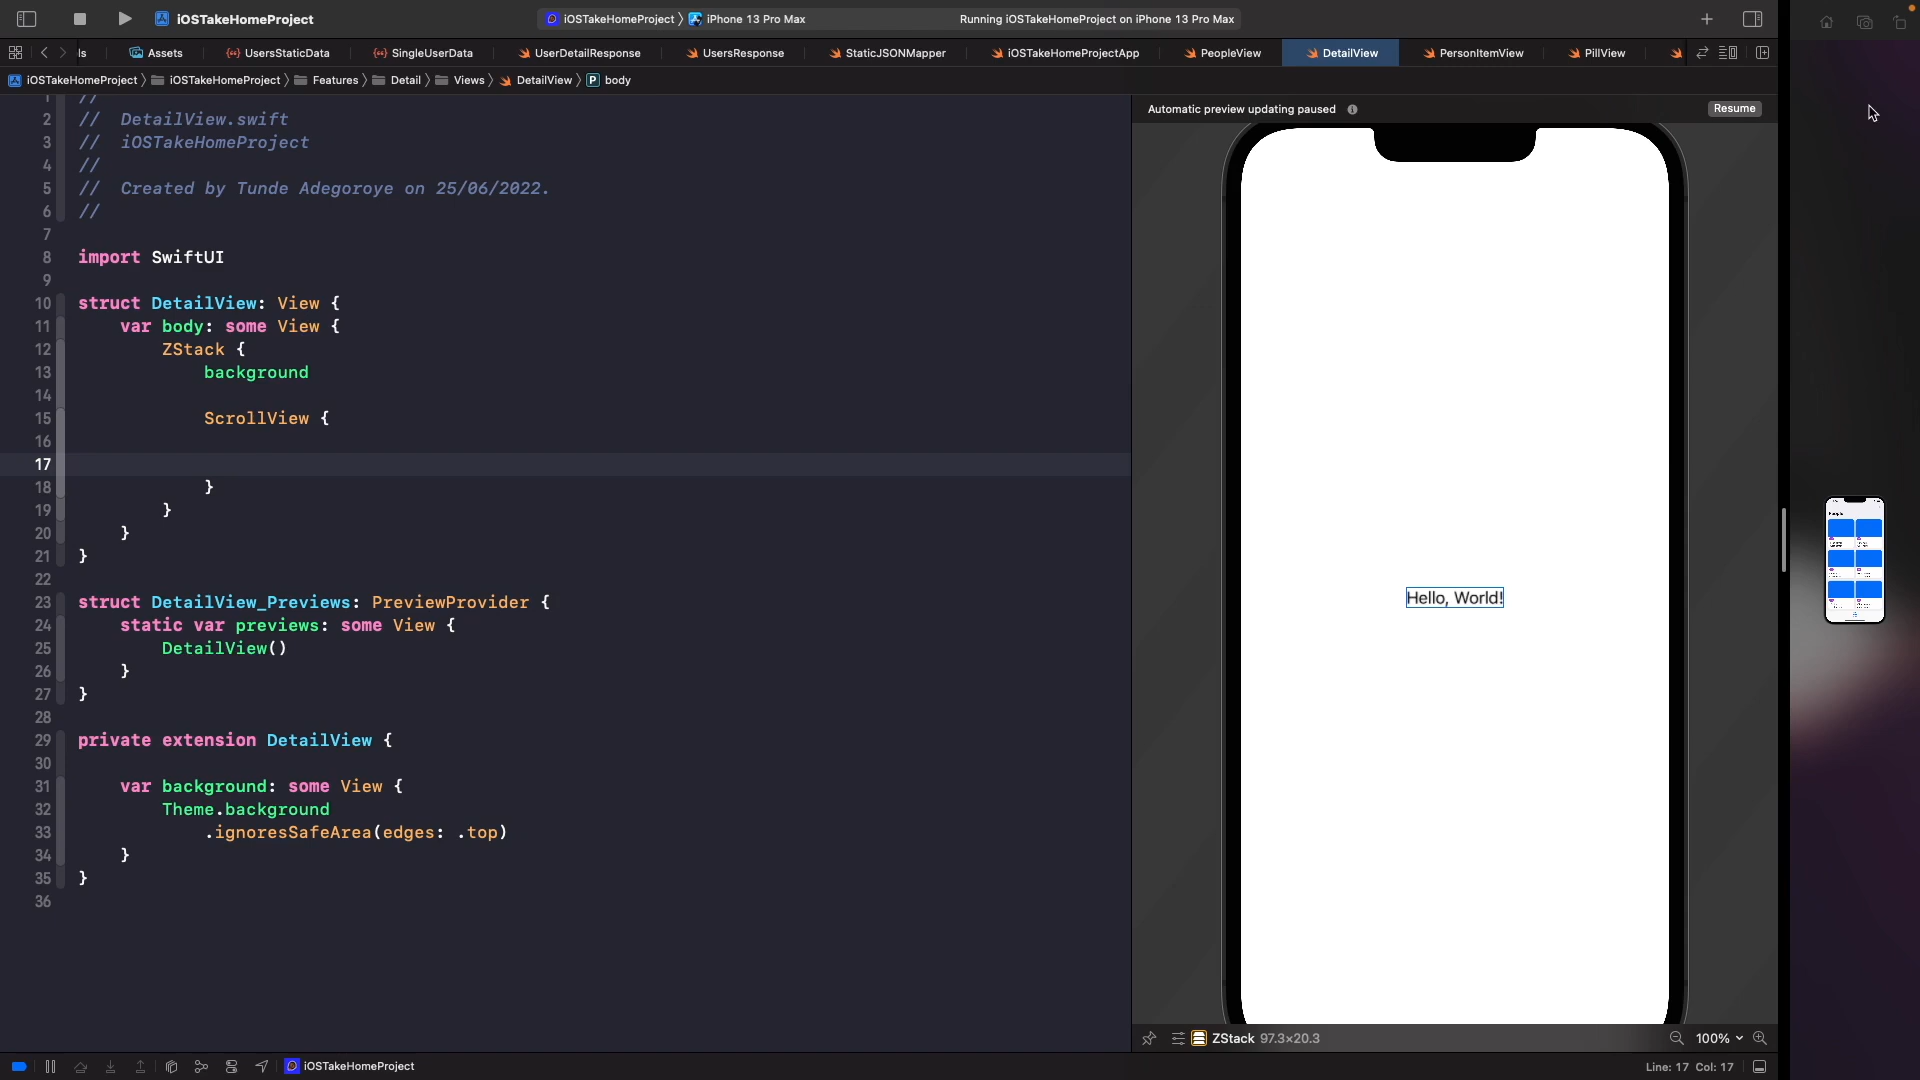 iOSTakeHomeProject
iOSTakeHomeProject 〉 iPhone 13 Pro Max
Running iOSTakeHomeProject on iPhone 13 Pro Max
ls
Assets
UsersStaticData
SingleUserData
UserDetailResponse
UsersResponse
StaticJSONMapper
iOSTakeHomeProjectApp
PeopleView
DetailView
PersonItemView
PillView
iOSTakeHomeProject 〉 iOSTakeHomeProject 〉 Features 〉 Detail 〉 Views 〉 DetailView 〉 P body
1 //
2 // DetailView.swift
3 // iOSTakeHomeProject
4 //
5 // Created by Tunde Adegoroye on 25/06/2022.
6 //
7
8 import SwiftUI
9
10 struct DetailView: View {
11 var body: some View {
12 ZStack {
13 background
14
15 ScrollView {
16
17
18 }
19 }
20 }
21 }
22
23 struct DetailView_Previews: PreviewProvider {
24 static var previews: some View {
25 DetailView()
26 }
27 }
28
29 private extension DetailView {
30
31 var background: some View {
32 Theme.background
33 .ignoresSafeArea(edges: .top)
34 }
35 }
36
Automatic preview updating paused
Resume
Hello, World!
People
ZStack 97.3×20.3
100%
iOSTakeHomeProject
Line: 17 Col: 17